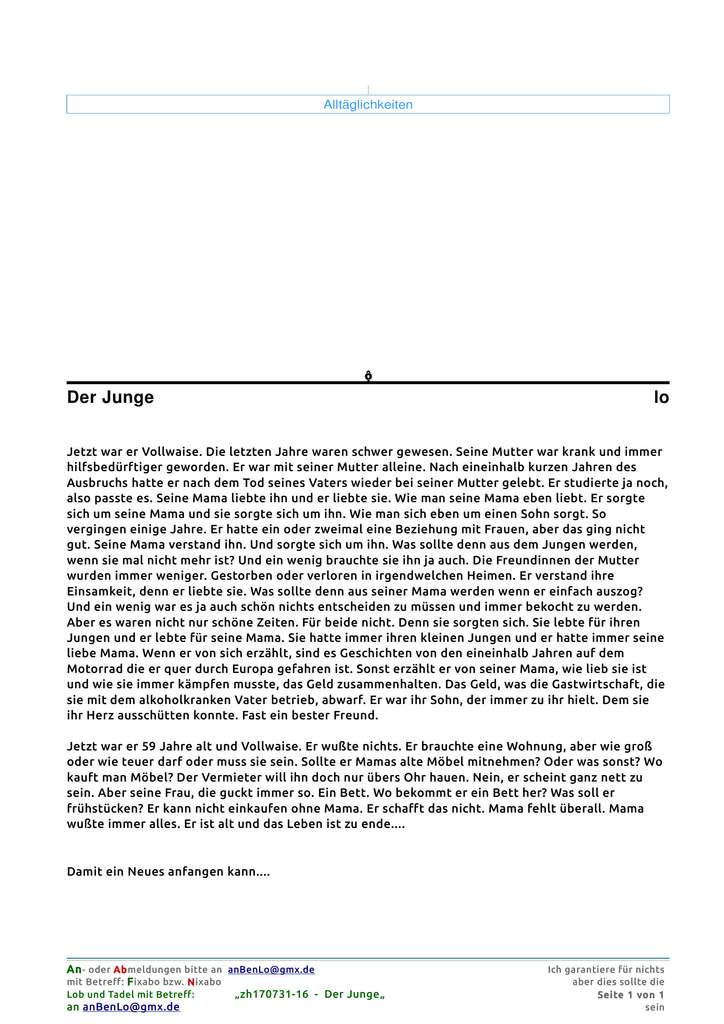 Alltäglichkeiten
Der Junge lo
Jetzt war er Vollwaise. Die letzten Jahre waren schwer gewesen. Seine Mutter war krank und immer
hilfsbedürftiger geworden. Er war mit seiner Mutter alleine. Nach eineinhalb kurzen Jahren des
Ausbruchs hatte er nach dem Tod seines Vaters wieder bei seiner Mutter gelebt. Er studierte ja noch,
also passte es. Seine Mama liebte ihn und er liebte sie. Wie man seine Mama eben liebt. Er sorgte
sich um seine Mama und sie sorgte sich um ihn. Wie man sich eben um einen Sohn sorgt. So
vergingen einige Jahre. Er hatte ein oder zweimal eine Beziehung mit Frauen, aber das ging nicht
gut. Seine Mama verstand ihn. Und sorgte sich um ihn. Was sollte denn aus dem Jungen werden,
wenn sie mal nicht mehr ist? Und ein wenig brauchte sie ihn ja auch. Die Freundinnen der Mutter
wurden immer weniger. Gestorben oder verloren in irgendwelchen Heimen. Er verstand ihre
Einsamkeit, denn er liebte sie. Was sollte denn aus seiner Mama werden wenn er einfach auszog?
Und ein wenig war es ja auch schön nichts entscheiden zu müssen und immer bekocht zu werden.
Aber es waren nicht nur schöne Zeiten. Für beide nicht. Denn sie sorgten sich. Sie lebte für ihren
Jungen und er lebte für seine Mama. Sie hatte immer ihren kleinen Jungen und er hatte immer seine
liebe Mama. Wenn er von sich erzählt, sind es Geschichten von den eineinhalb Jahren auf dem
Motorrad die er quer durch Europa gefahren ist. Sonst erzählt er von seiner Mama, wie lieb sie ist
und wie sie immer kämpfen musste, das Geld zusammenhalten. Das Geld, was die Gastwirtschaft, die
sie mit dem alkoholkranken Vater betrieb, abwarf. Er war ihr Sohn, der immer zu ihr hielt. Dem sie
ihr Herz ausschütten konnte. Fast ein bester Freund.
Jetzt war er 59 Jahre alt und Vollwaise. Er wußte nichts. Er brauchte eine Wohnung, aber wie groß
oder wie teuer darf oder muss sie sein. Sollte er Mamas alte Möbel mitnehmen? Oder was sonst? Wo
kauft man Möbel? Der Vermieter will ihn doch nur übers Ohr hauen. Nein, er scheint ganz nett zu
sein. Aber seine Frau, die guckt immer so. Ein Bett. Wo bekommt er ein Bett her? Was soll er
frühstücken? Er kann nicht einkaufen ohne Mama. Er schafft das nicht. Mama fehlt überall. Mama
wußte immer alles. Er ist alt und das Leben ist zu ende....
Damit ein Neues anfangen kann....
An- oder Abmeldungen bitte an anBenLo@gmx.de Ich garantiere für nichts
mit Betreff: Fixabo bzw. Nixabo aber dies sollte die
Lob und Tadel mit Betreff: „zh170731-16 - Der Junge„ Seite 1 von 1
an anBenLo@gmx.de sein